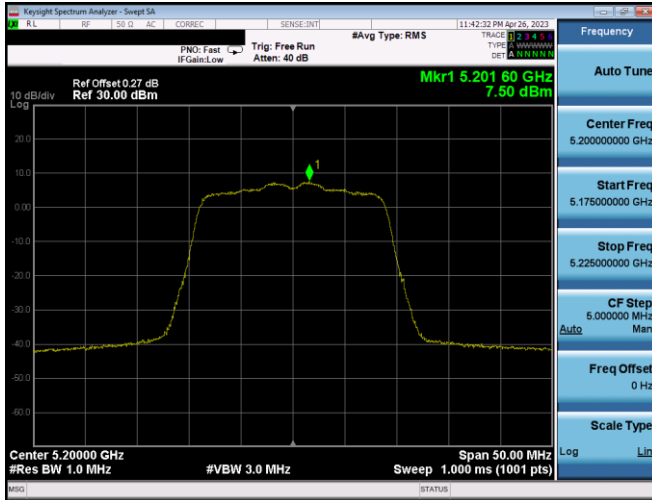 Keysight Spectrum Analyzer - Swept SA
RL RF 50 Ω AC CORREC SENSE:INT 11:42:32 PM Apr 26, 2023
#Avg Type: RMS TRACE 1 2 3 4 5 6
PNO: Fast Trig: Free Run TYPE A WWWWW
IFGain:Low Atten: 40 dB DET A N N N N N
Mkr1 5.201 60 GHz
7.50 dBm
Ref Offset 0.27 dB
10 dB/div Ref 30.00 dBm
Log
20.0
10.0
1
0.00
-10.0
-20.0
-30.0
-40.0
-50.0
-60.0
Center 5.20000 GHz Span 50.00 MHz
#Res BW 1.0 MHz #VBW 3.0 MHz Sweep 1.000 ms (1001 pts)
MSG STATUS
Frequency
Auto Tune
Center Freq
5.200000000 GHz
Start Freq
5.175000000 GHz
Stop Freq
5.225000000 GHz
CF Step
5.000000 MHz
Auto Man
Freq Offset
0 Hz
Scale Type
Log Lin